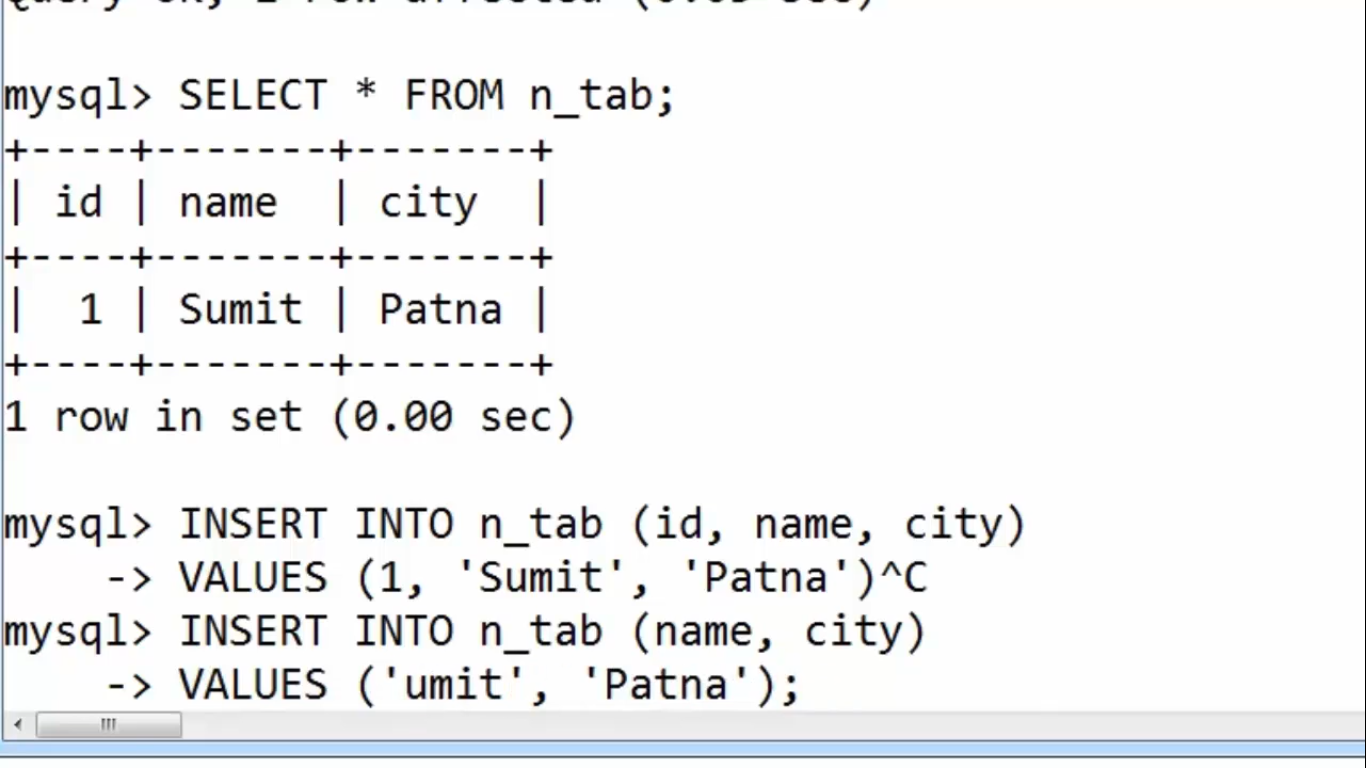 mysql> SELECT * FROM n_tab;
+----+-------+-------+
| id | name  | city  |
+----+-------+-------+
|  1 | Sumit | Patna |
+----+-------+-------+
1 row in set (0.00 sec)
mysql> INSERT INTO n_tab (id, name, city)
    -> VALUES (1, 'Sumit', 'Patna')^C
mysql> INSERT INTO n_tab (name, city)
    -> VALUES ('umit', 'Patna');